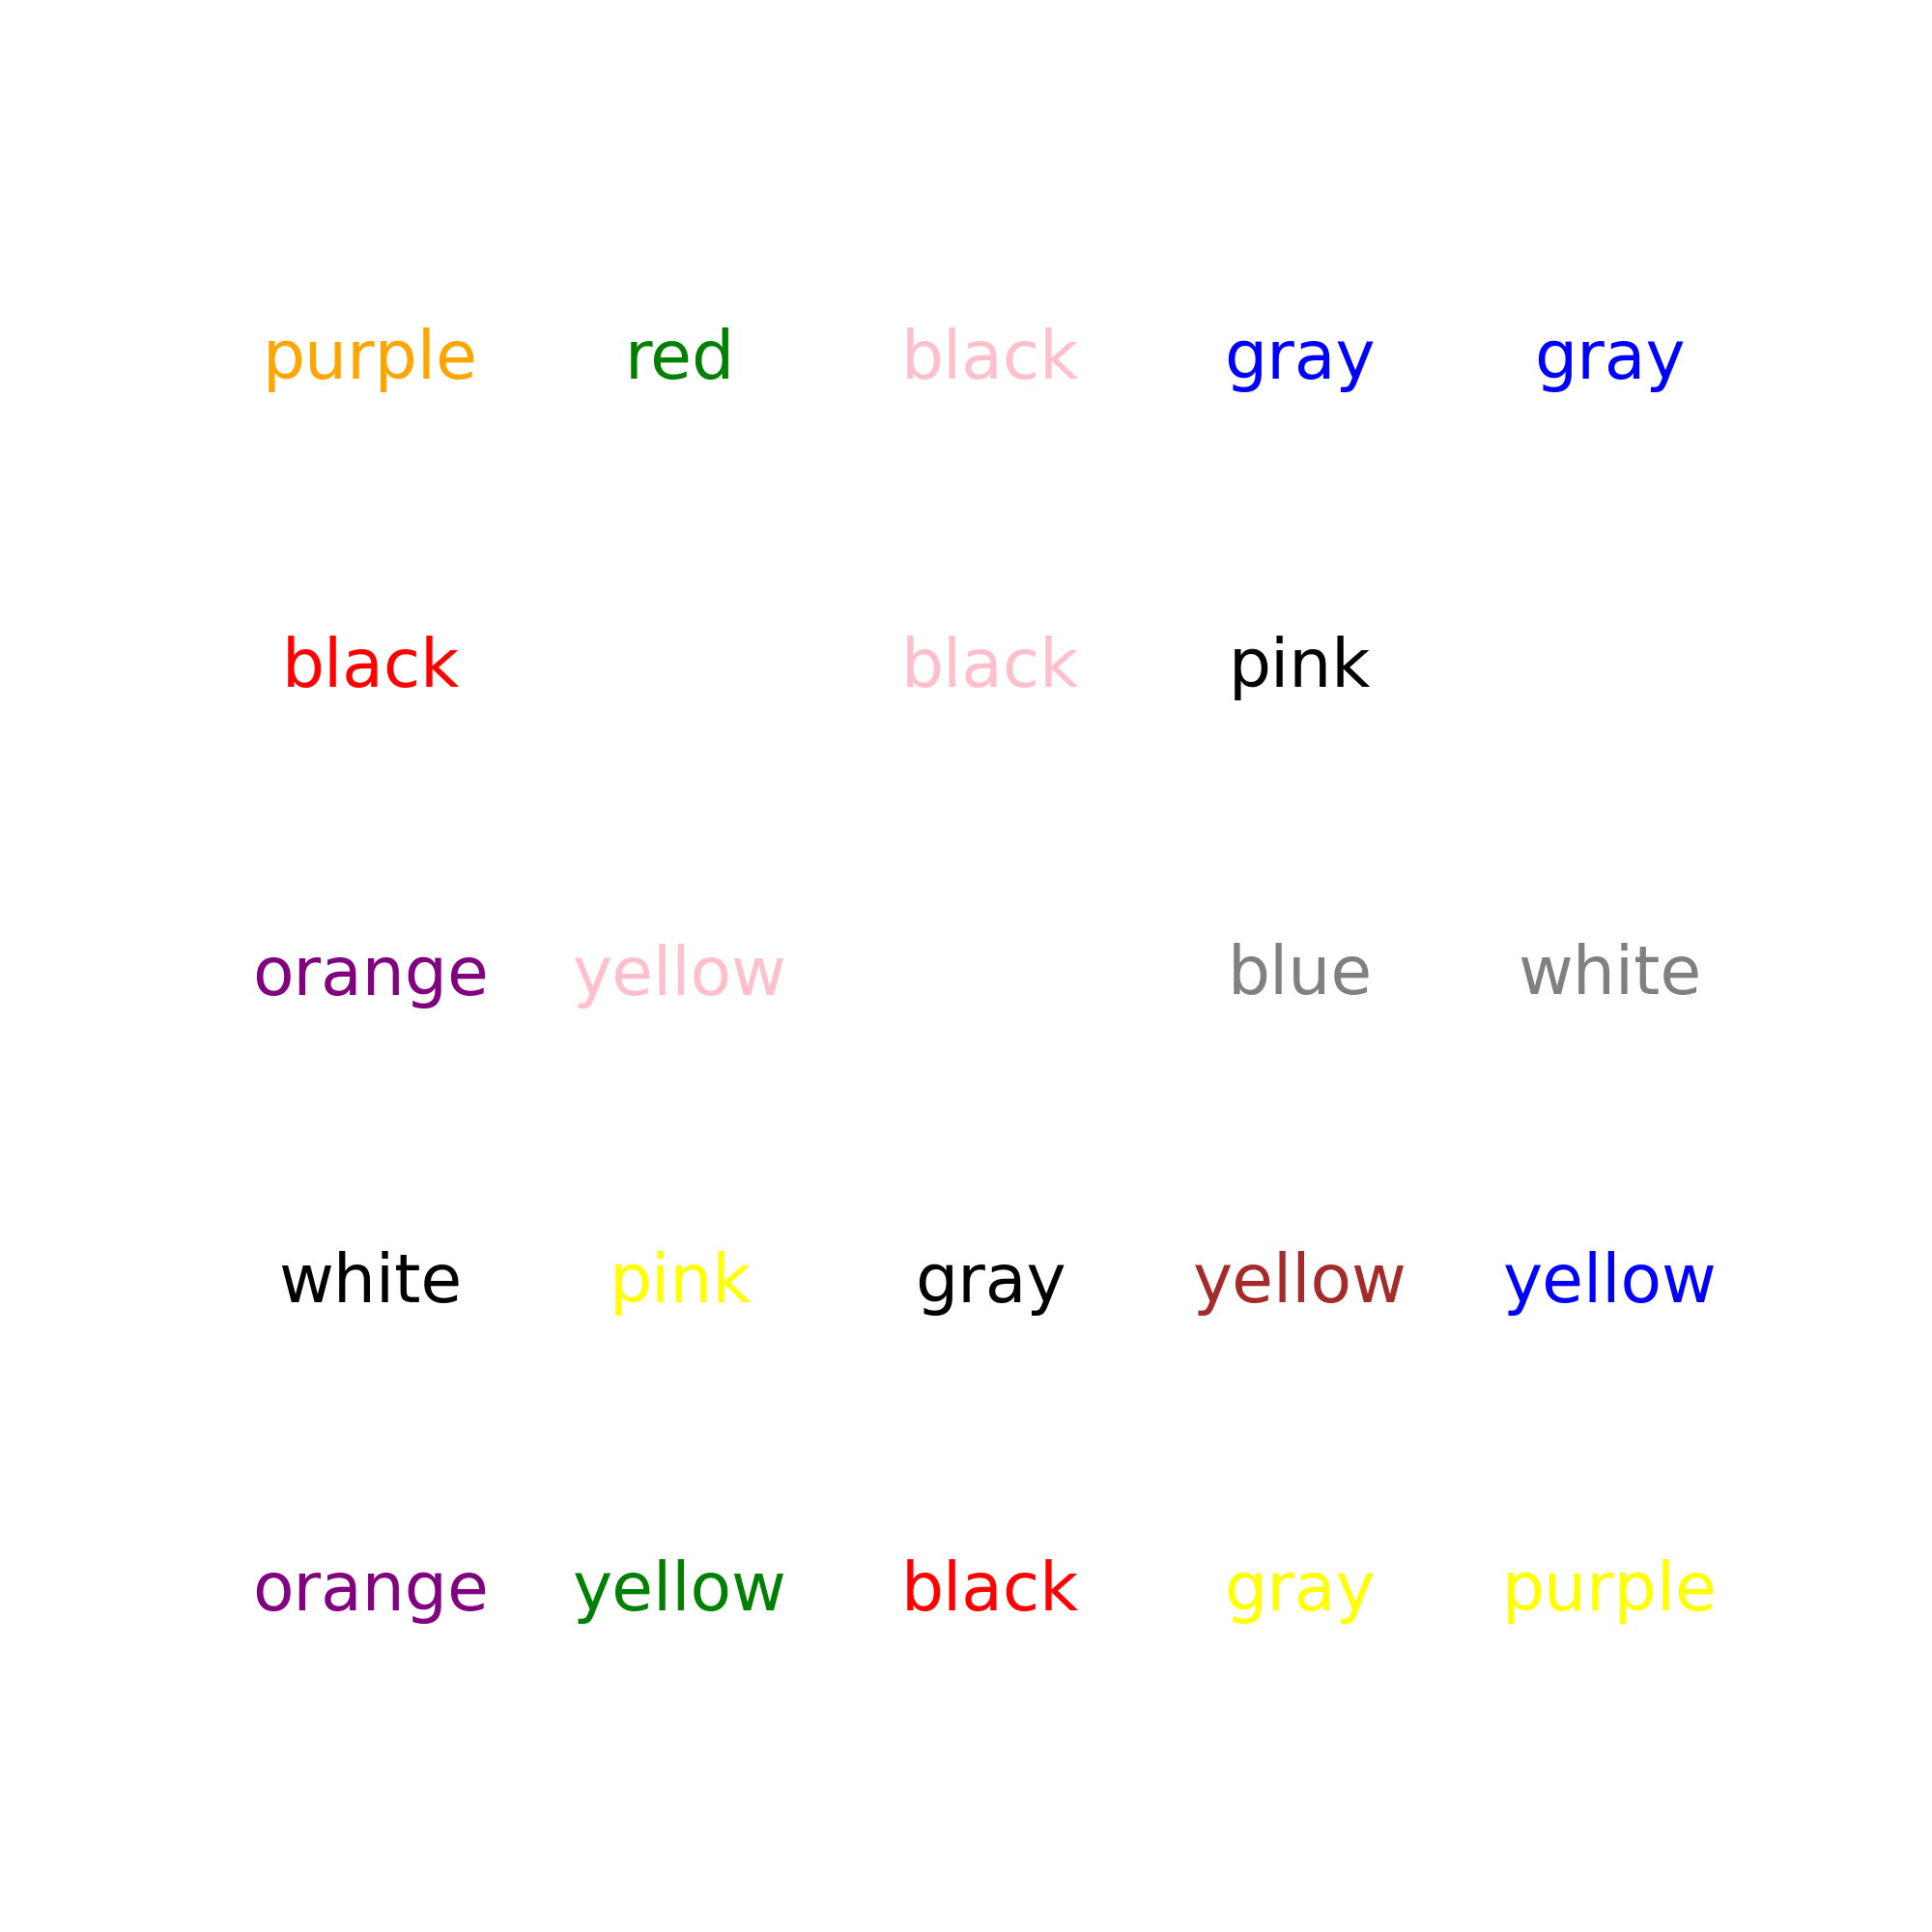 purple red black gray gray
black black pink
orange yellow blue white
white pink gray yellow yellow
orange yellow black gray purple